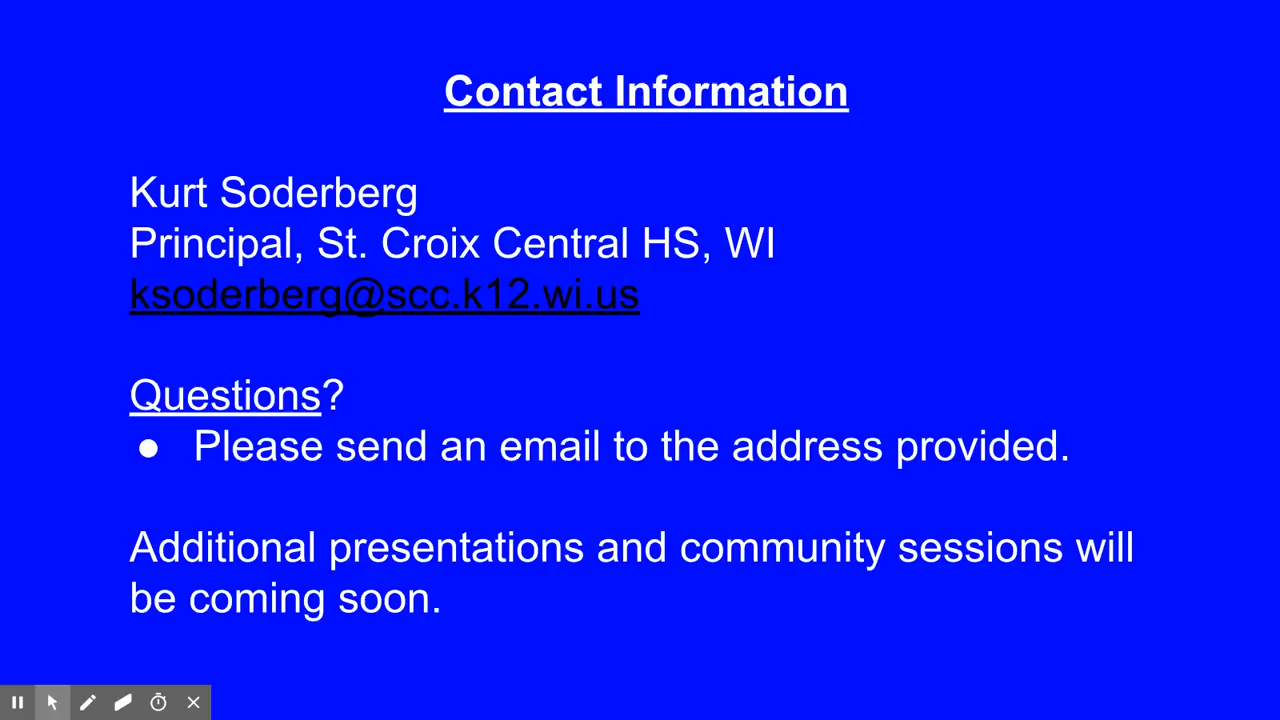 Contact Information
Kurt Soderberg
Principal, St. Croix Central HS, WI
ksoderberg@scc.k12.wi.us
Questions?
● Please send an email to the address provided.
Additional presentations and community sessions will
be coming soon.